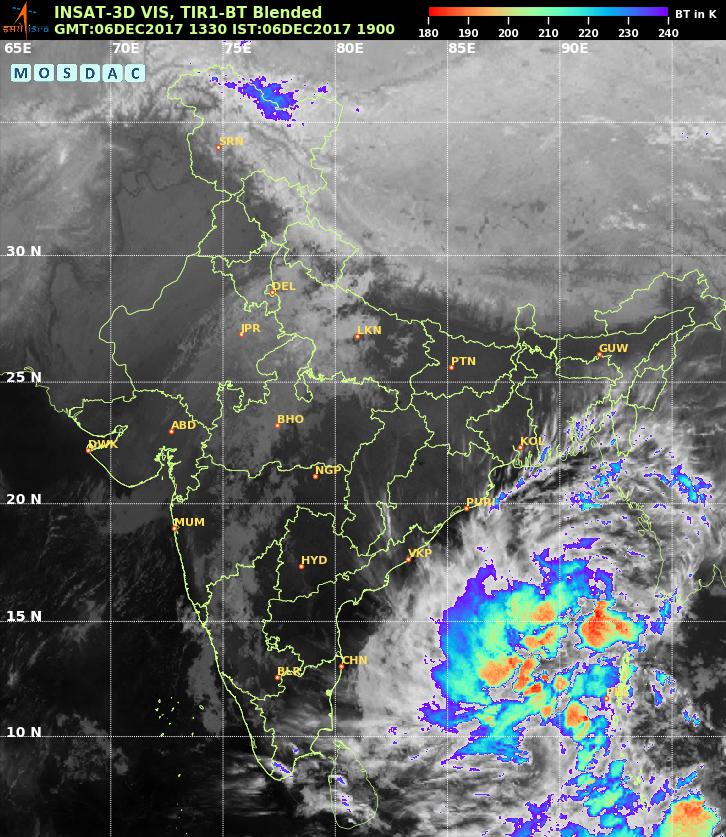 INSAT-3D VIS, TIR1-BT Blended
GMT:06DEC2017 1330 IST:06DEC2017 1900
BT in K
180 190 200 210 220 230 240
65E 70E 75E 80E 85E 90E
M O S D A C
SRN
30 N
DEL
JPR LKN
GUW
PTN
25 N
ABD BHO
DWK KOL
NGP
20 N PURI
MUM
VKP
HYD
15 N
CHN
BLR
10 N